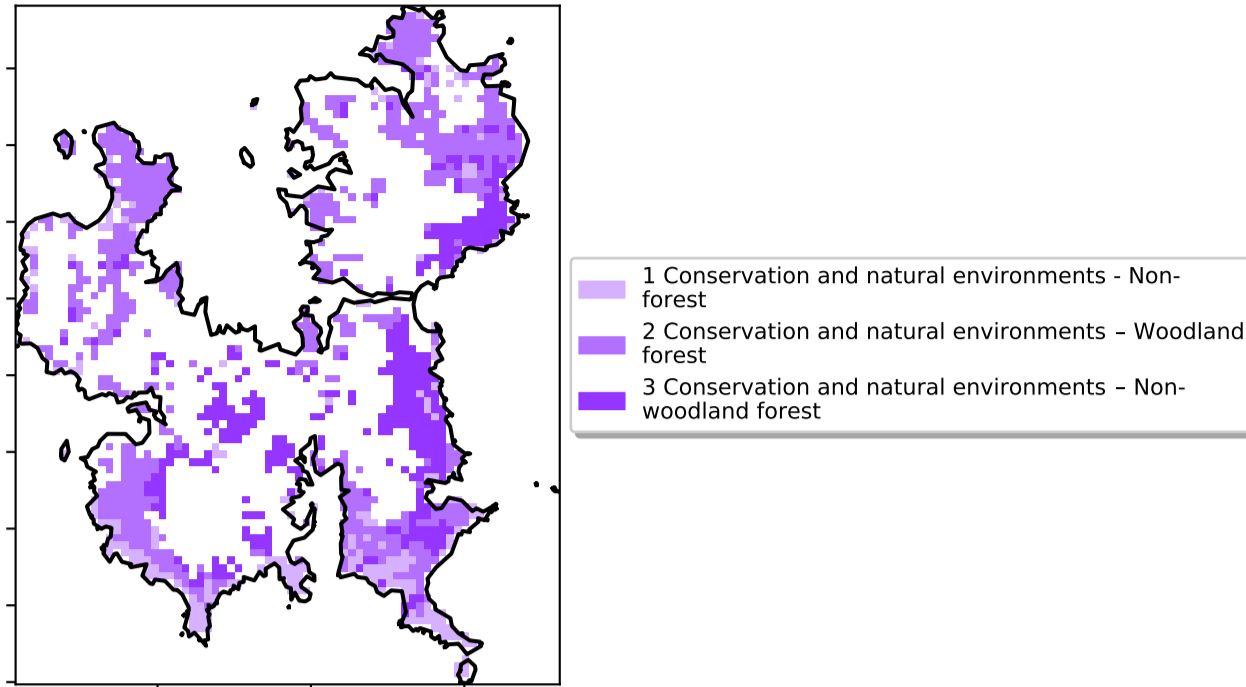 1 Conservation and natural environments - Non-
forest
2 Conservation and natural environments – Woodland
forest
3 Conservation and natural environments – Non-
woodland forest